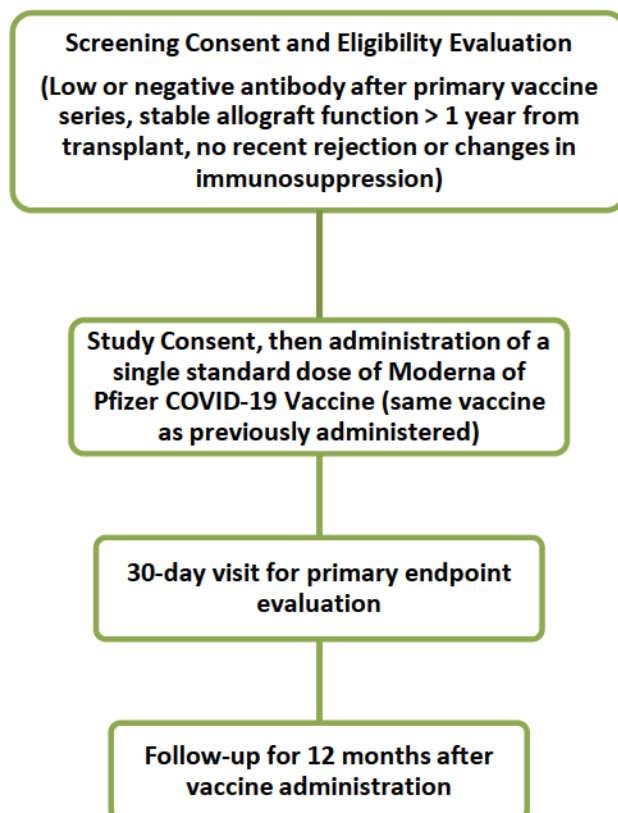 Screening Consent and Eligibility Evaluation
(Low or negative antibody after primary vaccine
series, stable allograft function > 1 year from
transplant, no recent rejection or changes in
immunosuppression)
Study Consent, then administration of a
single standard dose of Moderna of
Pfizer COVID-19 Vaccine (same vaccine
as previously administered)
30-day visit for primary endpoint
evaluation
Follow-up for 12 months after
vaccine administration